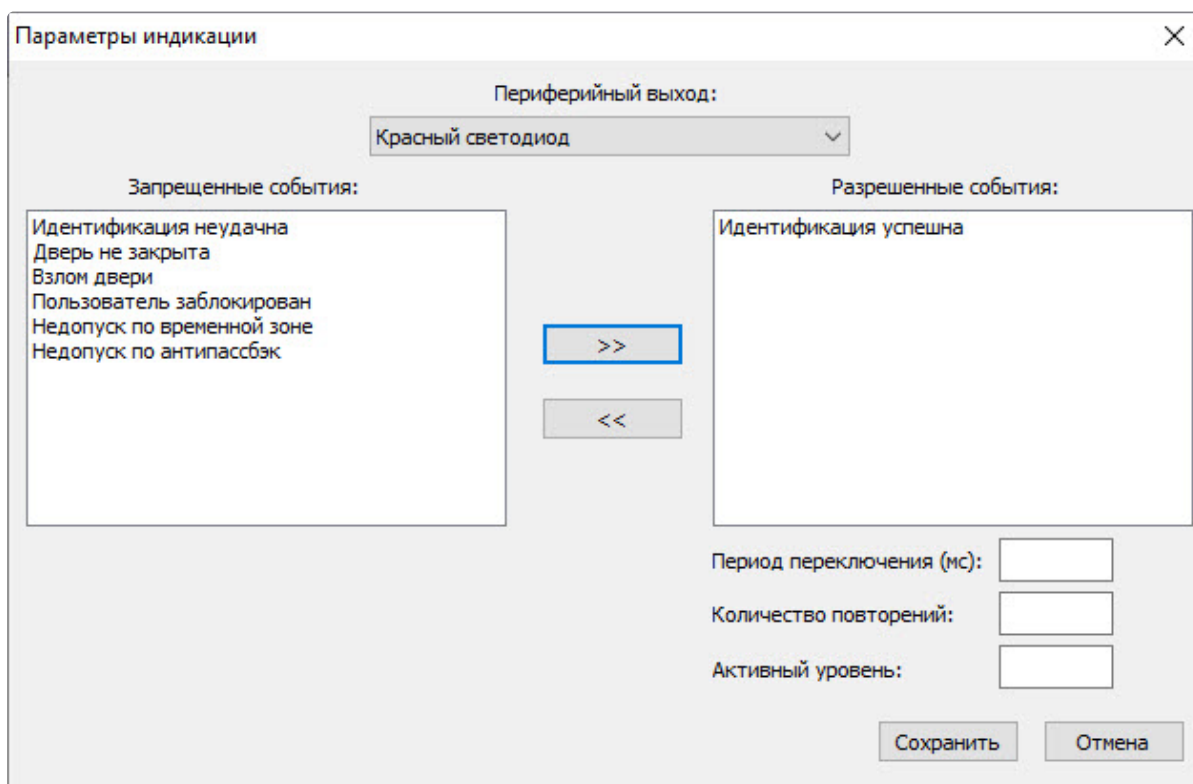 Параметры индикации
Периферийный выход:
Красный светодиод
Запрещенные события:
Идентификация неудачна
Дверь не закрыта
Взлом двери
Пользователь заблокирован
Недопуск по временной зоне
Недопуск по антипассбэк
>>
<<
Разрешенные события:
Идентификация успешна
Период переключения (мс):
Количество повторений:
Активный уровень:
Сохранить
Отмена